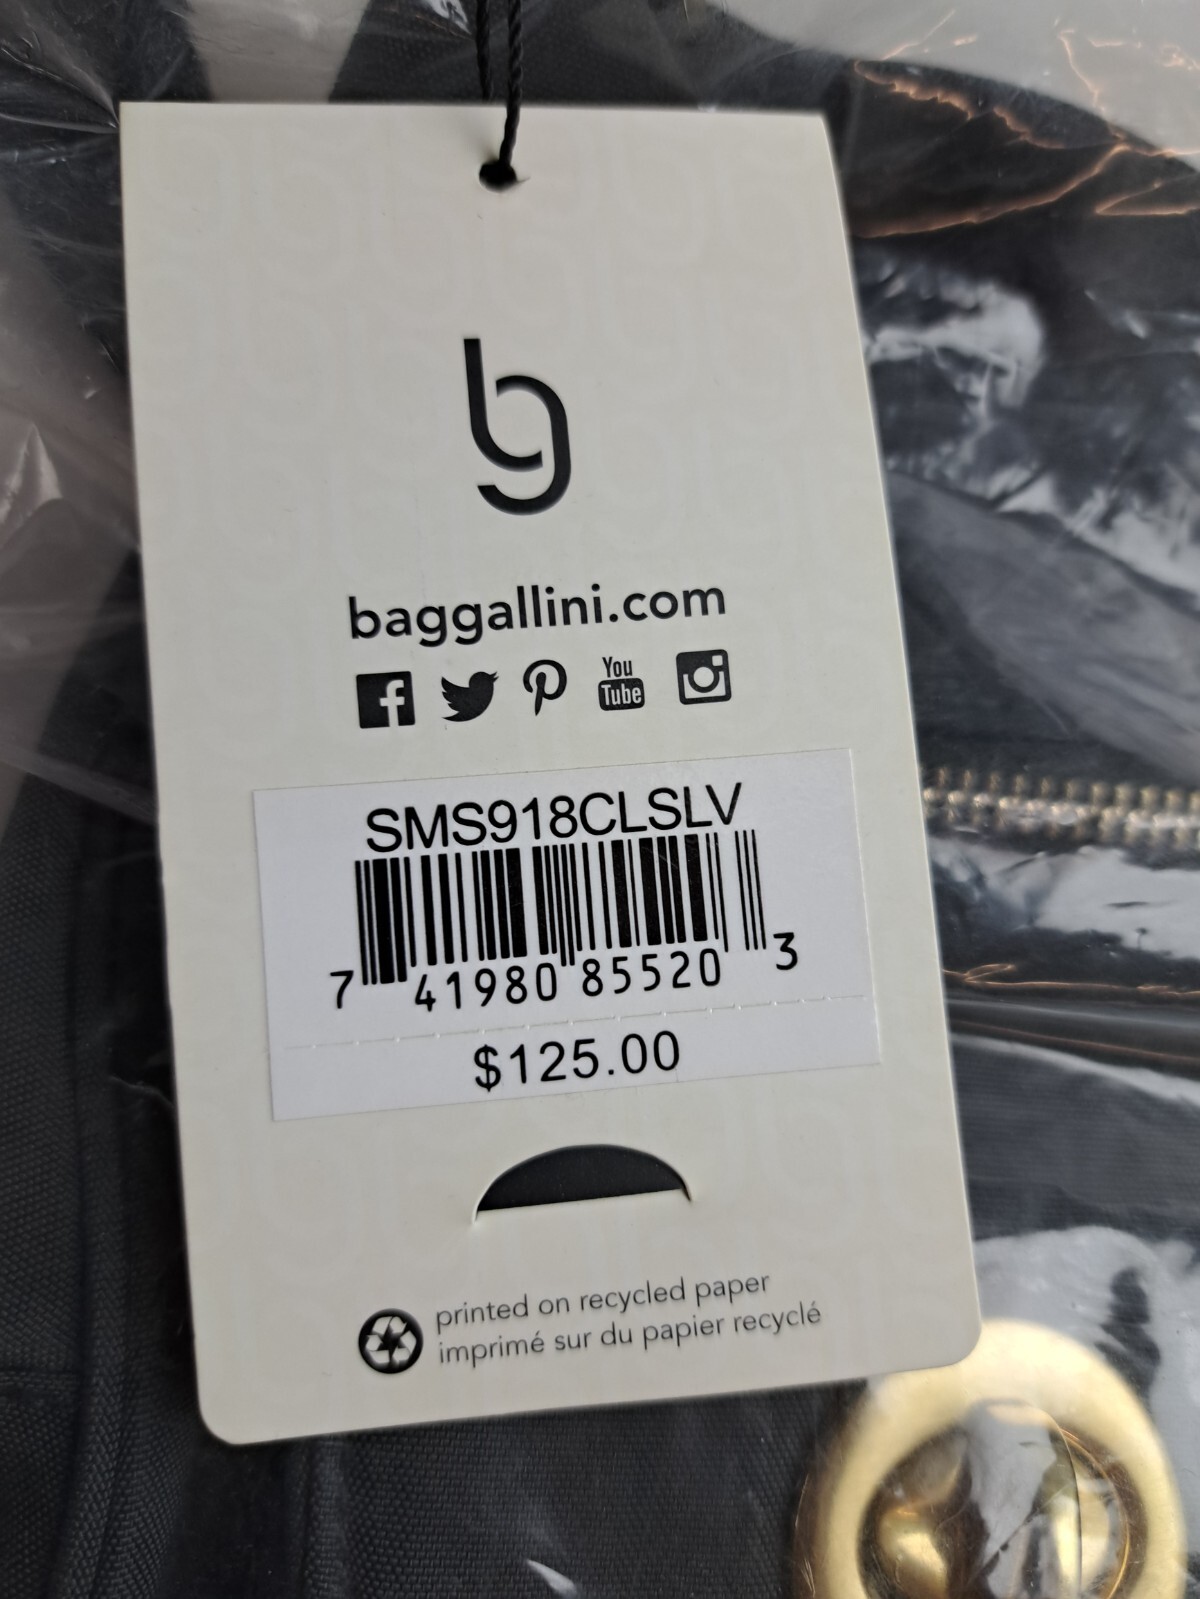 bg
baggallini.com
You
Tube
SMS918CLSLV
7 41980 85520 3
$125.00
printed on recycled paper
imprimé sur du papier recyclé